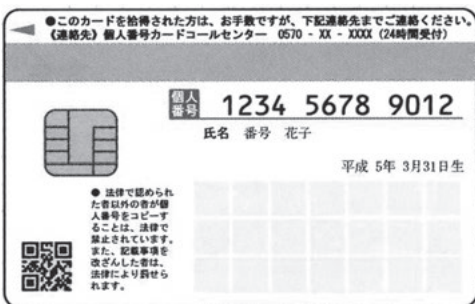 ●このカードを拾得された方は、お手数ですが、下記連絡先までご連絡ください。
《連絡先》個人番号カードコールセンター 0570 - XX - XXXX (24時間受付)
個人番号 1234 5678 9012
氏名 番号 花子
平成 5年 3月31日生
● 法律で認められ
た者以外の者が個
人番号をコピーす
ることは、法律で
禁止されています。
また、記載事項を
改ざんした者は、
法律により罰せら
れます。